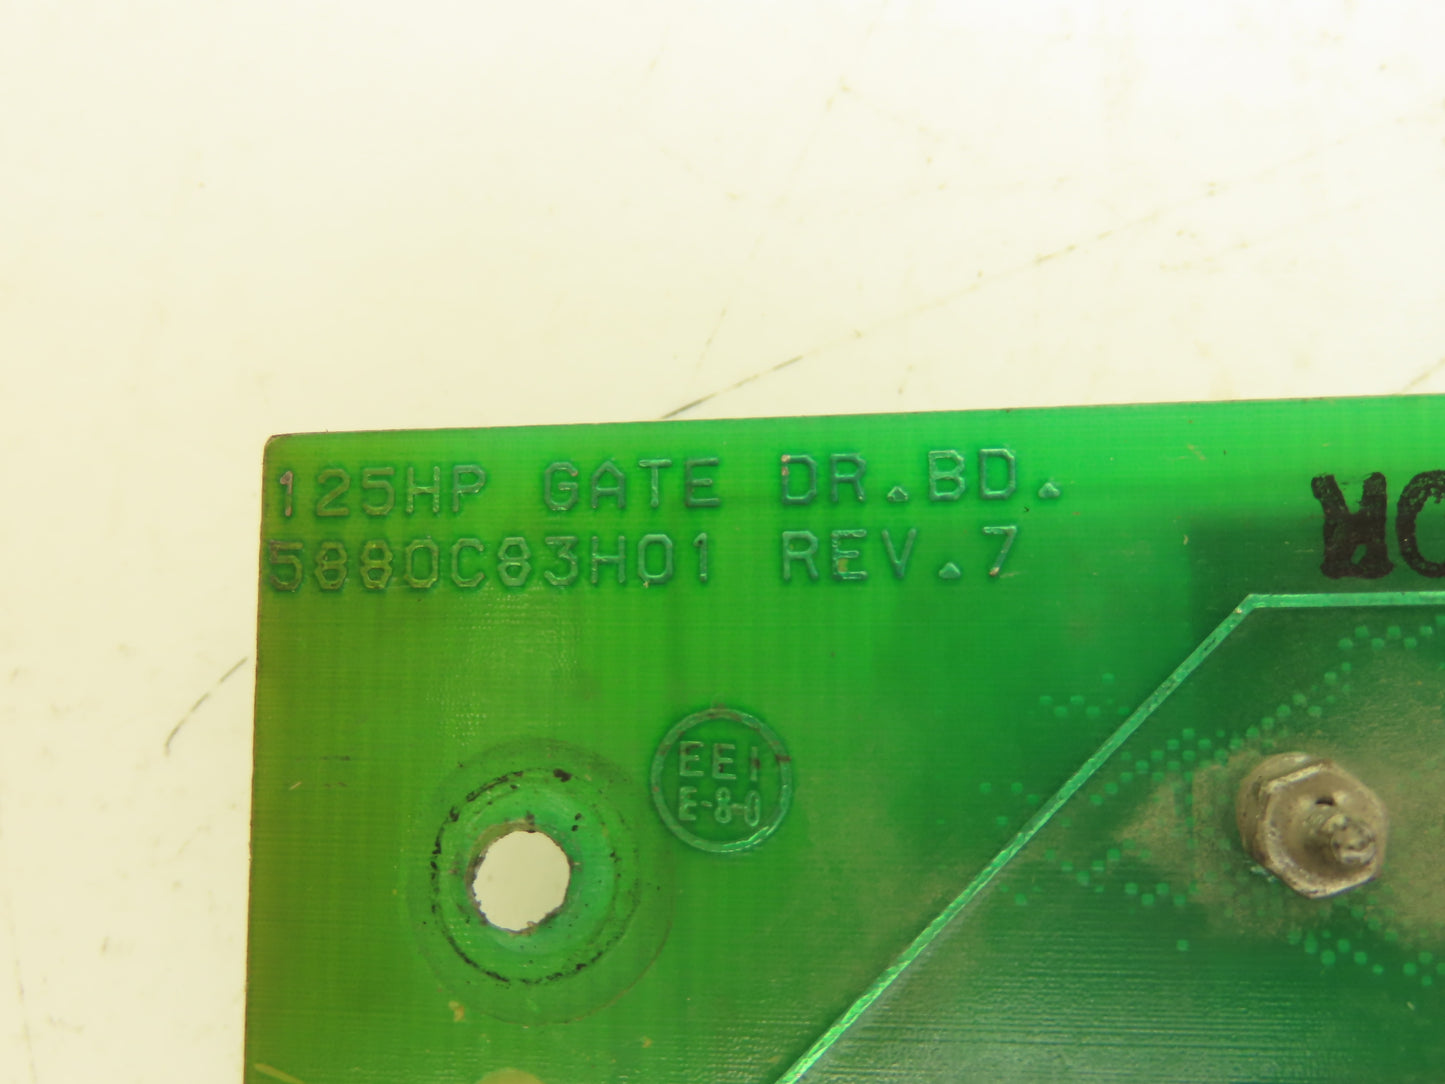 125HP GATE DR.BD.
5880C83H01 REV.7
EEI
E-8-0